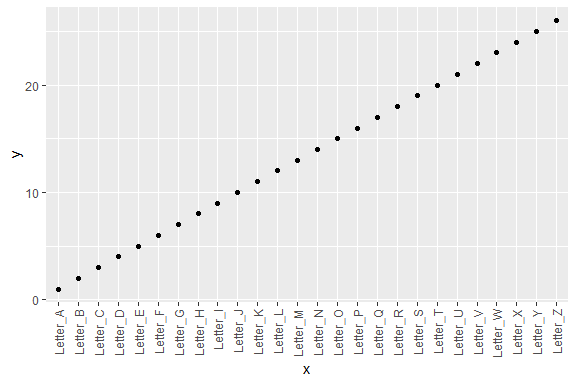 y
20
10
0
Letter_A
Letter_B
Letter_C
Letter_D
Letter_E
Letter_F
Letter_G
Letter_H
Letter_I
Letter_J
Letter_K
Letter_L
Letter_M
Letter_N
Letter_O
Letter_P
Letter_Q
Letter_R
Letter_S
Letter_T
Letter_U
Letter_V
Letter_W
Letter_X
Letter_Y
Letter_Z
x